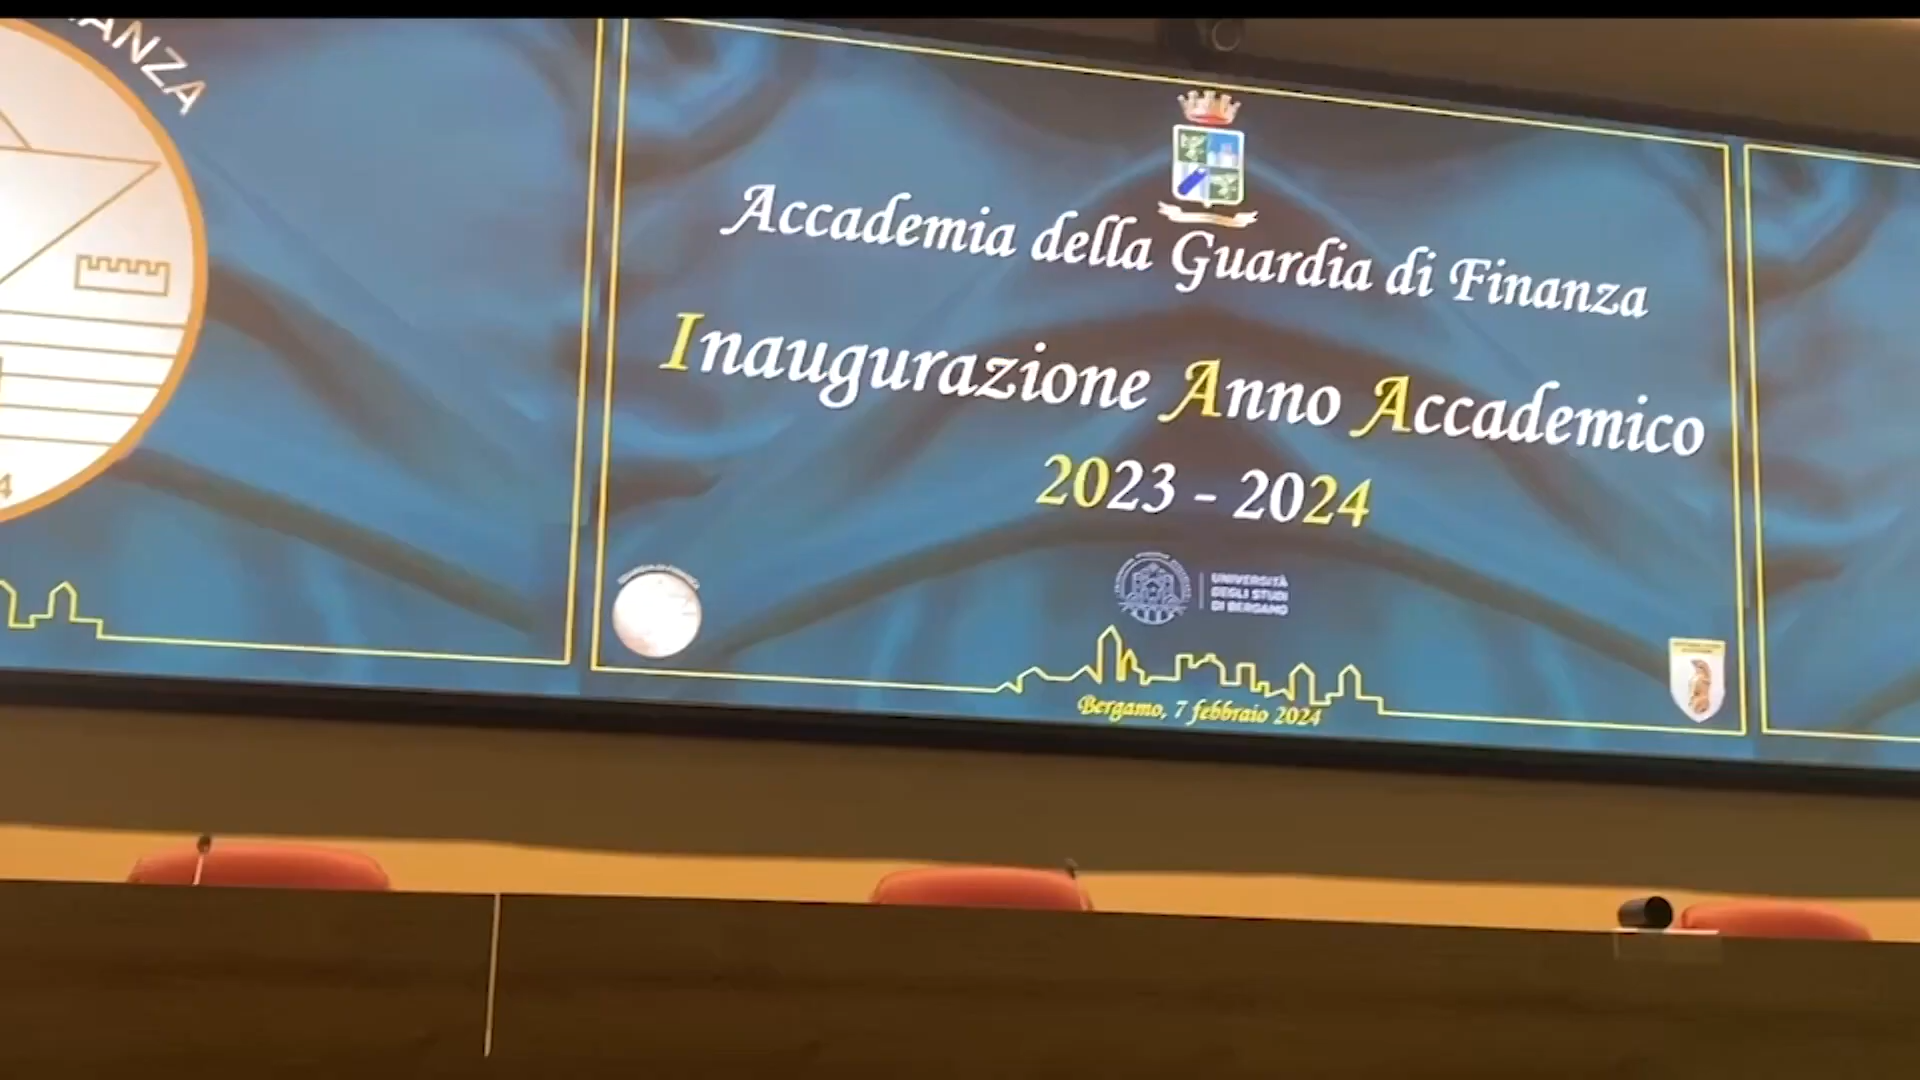 ANZA
4
Accademia della Guardia di Finanza
Inaugurazione Anno Accademico
2023 - 2024
UNIVERSITÀ
DEGLI STUDI
DI BERGAMO
Bergamo, 7 febbraio 2024